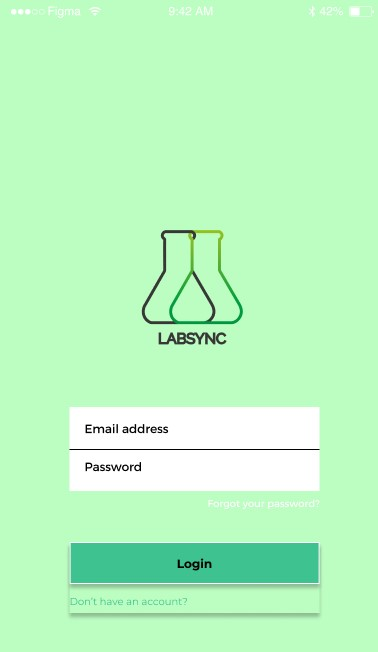 Figma 9:42 AM 42%
LABSYNC
Email address
Password
Forgot your password?
Login
Don't have an account?